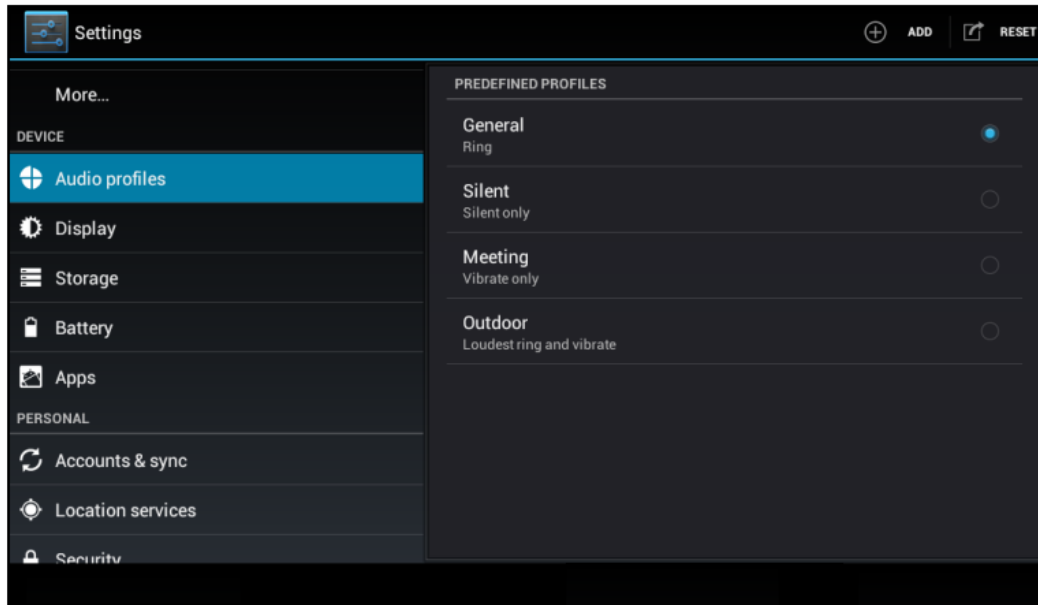 Settings
ADD
RESET
More...
DEVICE
Audio profiles
Display
Storage
Battery
Apps
PERSONAL
Accounts & sync
Location services
Security
PREDEFINED PROFILES
General
Ring
Silent
Silent only
Meeting
Vibrate only
Outdoor
Loudest ring and vibrate